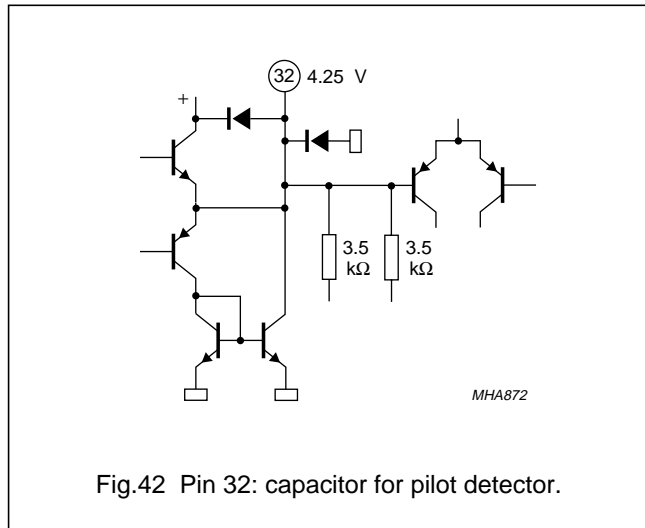 32 4.25 V
+
3.5 kΩ
3.5 kΩ
MHA872
Fig.42 Pin 32: capacitor for pilot detector.